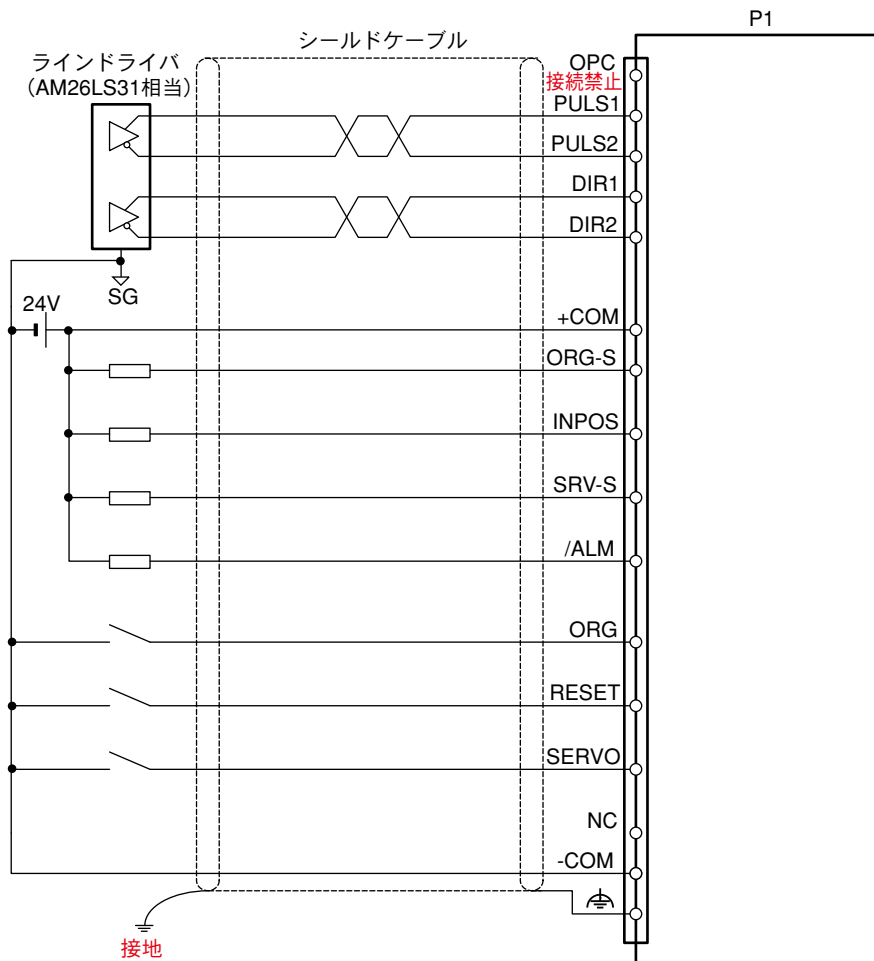 P1
シールドケーブル
ラインドライバ
（AM26LS31相当）
OPC
接続禁止
PULS1
PULS2
DIR1
DIR2
SG
24V
+COM
ORG-S
INPOS
SRV-S
/ALM
ORG
RESET
SERVO
NC
-COM
接地